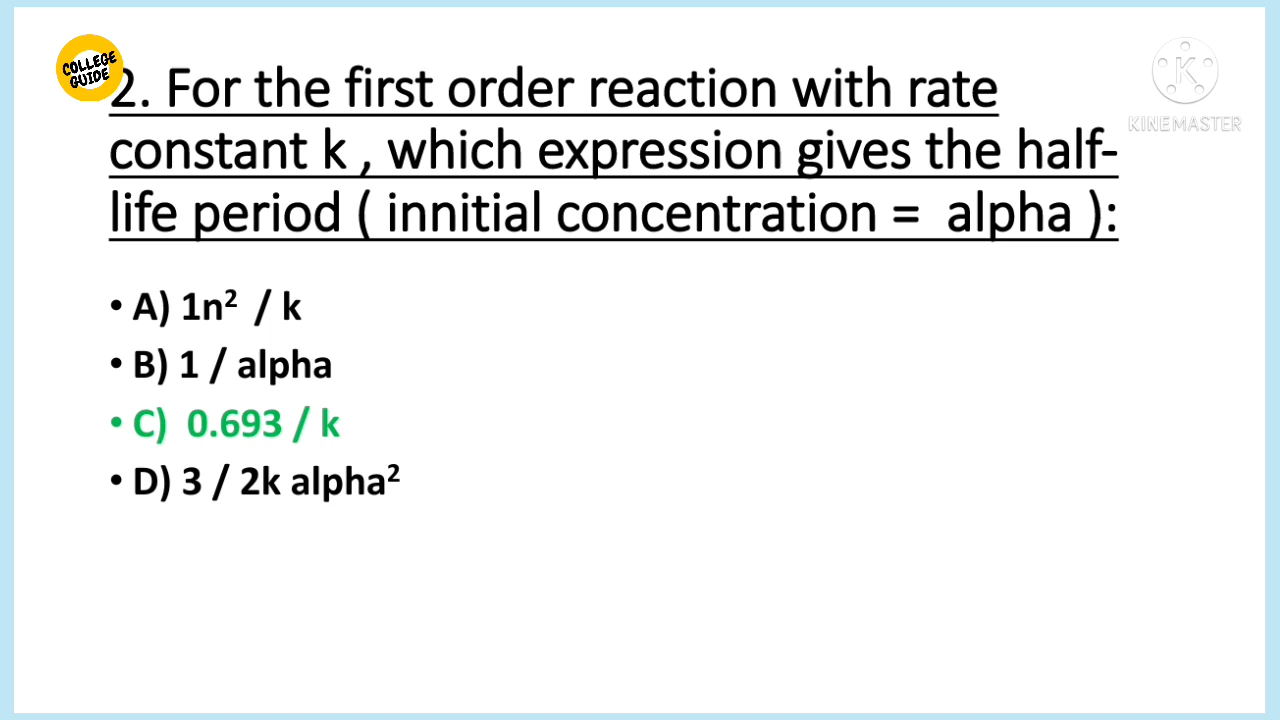 COLLEGE
GUIDE
2. For the first order reaction with rate
constant k , which expression gives the half-
life period ( innitial concentration = alpha ):
K
KINEMASTER
• A) 1n² / k
• B) 1 / alpha
• C) 0.693 / k
• D) 3 / 2k alpha²